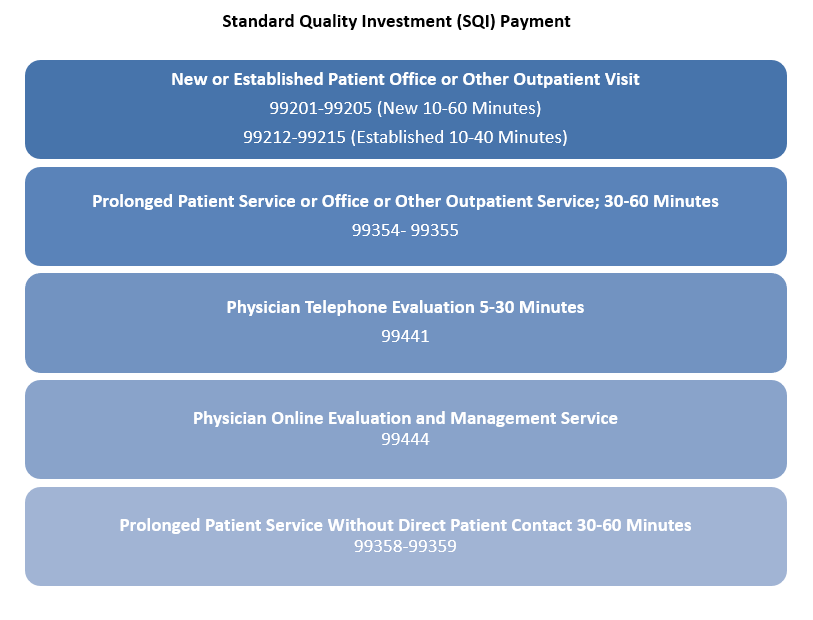 Standard Quality Investment (SQI) Payment
New or Established Patient Office or Other Outpatient Visit
99201-99205 (New 10-60 Minutes)
99212-99215 (Established 10-40 Minutes)
Prolonged Patient Service or Office or Other Outpatient Service; 30-60 Minutes
99354- 99355
Physician Telephone Evaluation 5-30 Minutes
99441
Physician Online Evaluation and Management Service
99444
Prolonged Patient Service Without Direct Patient Contact 30-60 Minutes
99358-99359